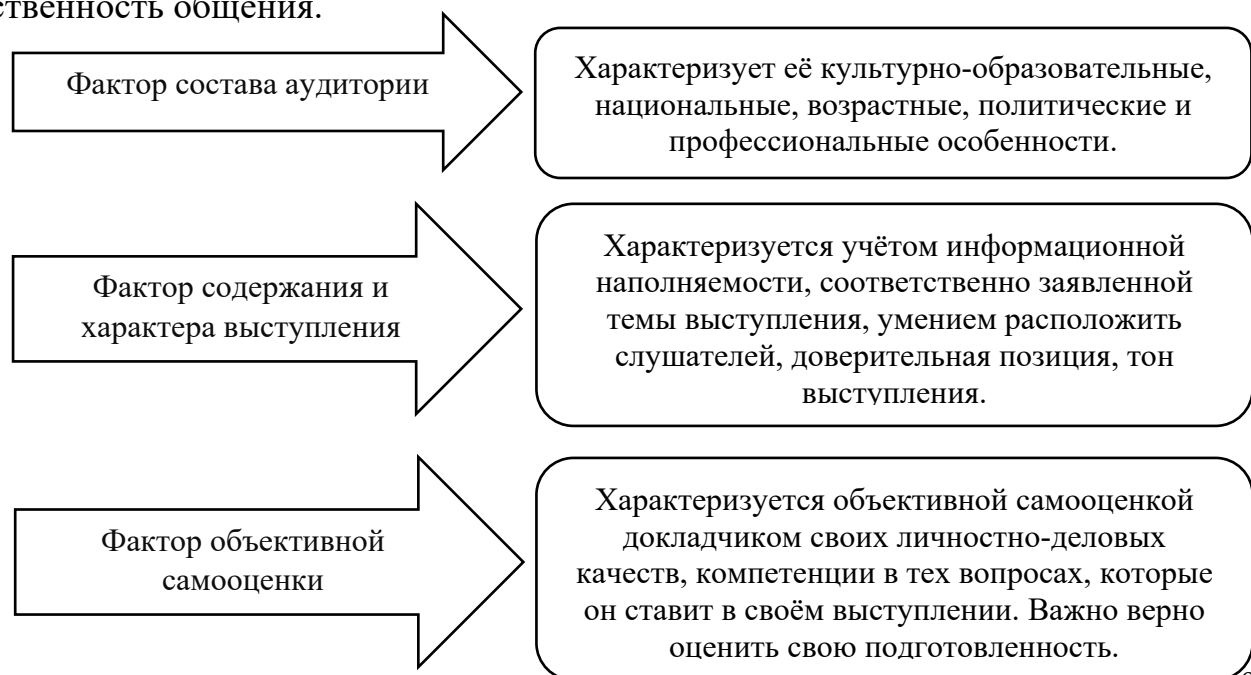 ственность общения.
Фактор состава аудитории
Характеризует её культурно-образовательные,
национальные, возрастные, политические и
профессиональные особенности.
Фактор содержания и
характера выступления
Характеризуется учётом информационной
наполняемости, соответственно заявленной
темы выступления, умением расположить
слушателей, доверительная позиция, тон
выступления.
Фактор объективной
самооценки
Характеризуется объективной самооценкой
докладчиком своих личностно-деловых
качеств, компетенции в тех вопросах, которые
он ставит в своём выступлении. Важно верно
оценить свою подготовленность.